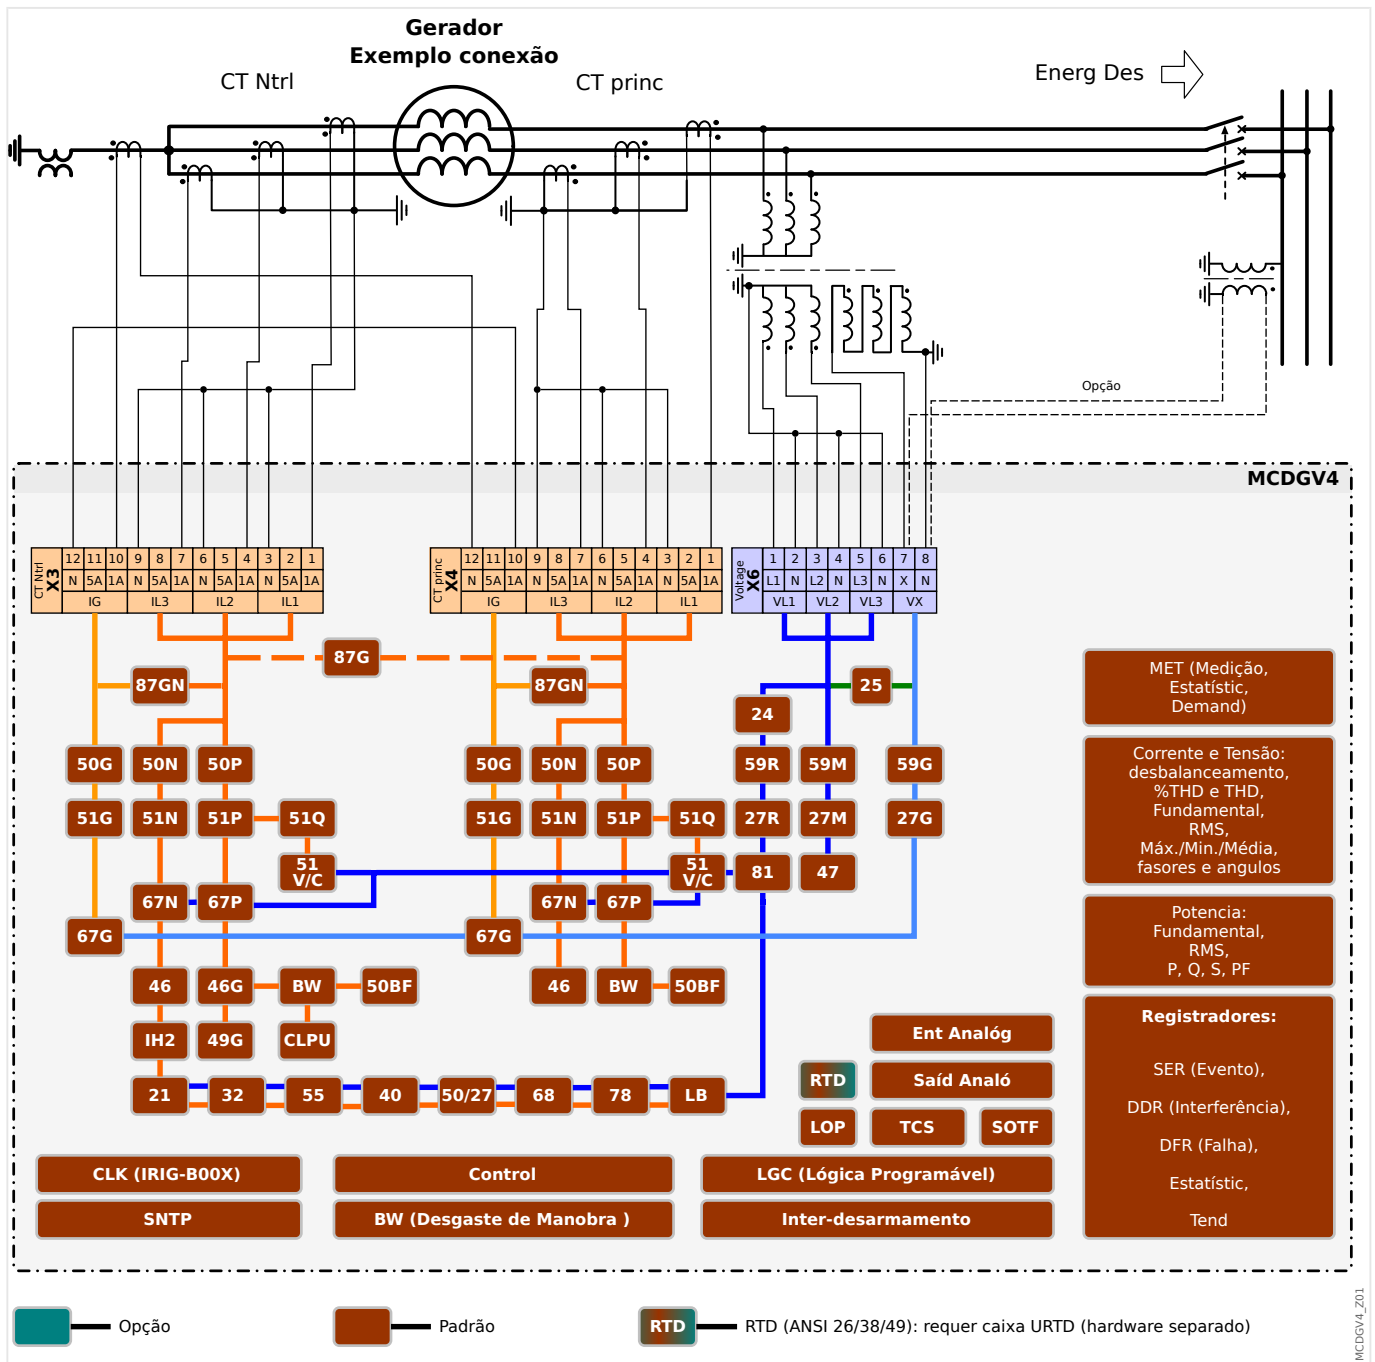 Gerador
Exemplo conexão
CT Ntrl
CT princ
Energ Des
Opção
MCDGV4
CT Ntrl
X3
12 11 10 9 8 7 6 5 4 3 2 1
N 5A 1A N 5A 1A N 5A 1A N 5A 1A
IG IL3 IL2 IL1
CT princ
X4
12 11 10 9 8 7 6 5 4 3 2 1
N 5A 1A N 5A 1A N 5A 1A N 5A 1A
IG IL3 IL2 IL1
Voltage
X6
1 2 3 4 5 6 7 8
L1 N L2 N L3 N X N
VL1 VL2 VL3 VX
87G
87GN 87GN 25
24
50G 50N 50P 50G 50N 50P 59R 59M 59G
51G 51N 51P 51Q 51G 51N 51P 51Q 27R 27M 27G
51
V/C
51
V/C
81 47
67N 67P 67N 67P
67G 67G
46 46G BW 50BF 46 BW 50BF
IH2 49G CLPU
21 32 55 40 50/27 68 78 LB
Ent Analóg
RTD Saíd Analó
LOP TCS SOTF
CLK (IRIG-B00X) Control LGC (Lógica Programável)
SNTP BW (Desgaste de Manobra ) Inter-desarmamento
MET (Medição,
Estatístic,
Demand)
Corrente e Tensão:
desbalanceamento,
%THD e THD,
Fundamental,
RMS,
Máx./Min./Média,
fasores e angulos
Potencia:
Fundamental,
RMS,
P, Q, S, PF
Registradores:
SER (Evento),
DDR (Interferência),
DFR (Falha),
Estatístic,
Tend
Opção
Padrão
RTD RTD (ANSI 26/38/49): requer caixa URTD (hardware separado)
MCDGV4_Z01